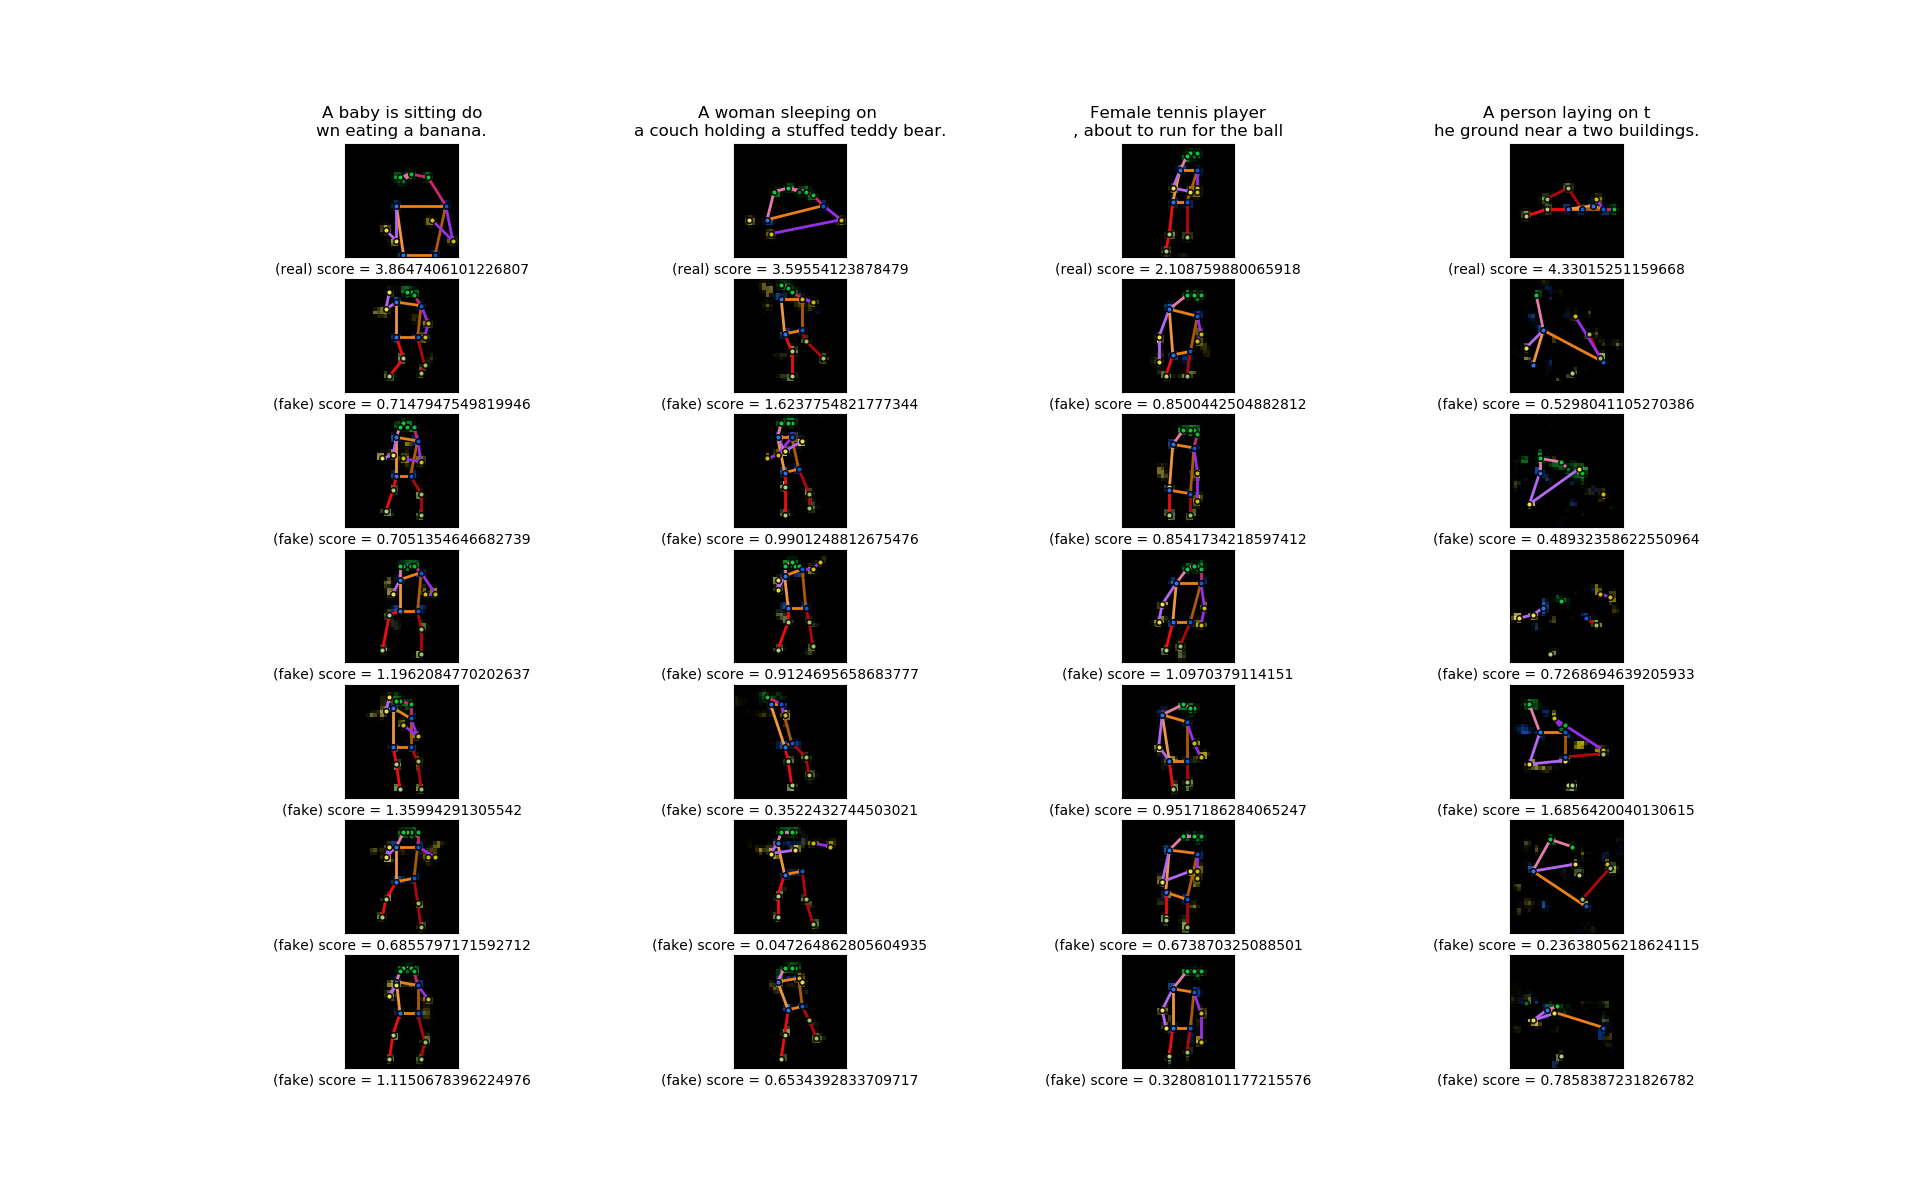 A baby is sitting do
wn eating a banana.
A woman sleeping on
a couch holding a stuffed teddy bear.
Female tennis player
, about to run for the ball
A person laying on t
he ground near a two buildings.
(real) score = 3.8647406101226807
(real) score = 3.59554123878479
(real) score = 2.108759880065918
(real) score = 4.33015251159668
(fake) score = 0.7147947549819946
(fake) score = 1.6237754821777344
(fake) score = 0.8500442504882812
(fake) score = 0.5298041105270386
(fake) score = 0.7051354646682739
(fake) score = 0.9901248812675476
(fake) score = 0.8541734218597412
(fake) score = 0.48932358622550964
(fake) score = 1.1962084770202637
(fake) score = 0.9124695658683777
(fake) score = 1.0970379114151
(fake) score = 0.7268694639205933
(fake) score = 1.35994291305542
(fake) score = 0.3522432744503021
(fake) score = 0.9517186284065247
(fake) score = 1.6856420040130615
(fake) score = 0.6855797171592712
(fake) score = 0.047264862805604935
(fake) score = 0.673870325088501
(fake) score = 0.23638056218624115
(fake) score = 1.1150678396224976
(fake) score = 0.6534392833709717
(fake) score = 0.32808101177215576
(fake) score = 0.7858387231826782